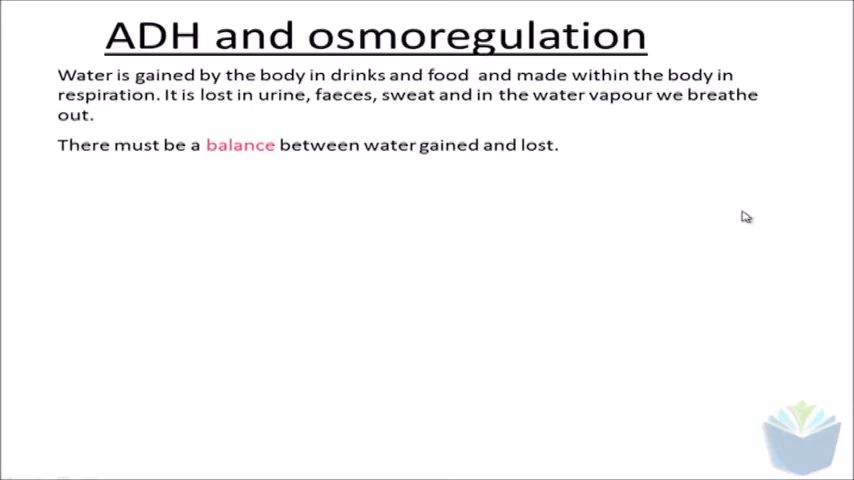 ADH and osmoregulation
Water is gained by the body in drinks and food and made within the body in
respiration. It is lost in urine, faeces, sweat and in the water vapour we breathe
out.
There must be a balance between water gained and lost.